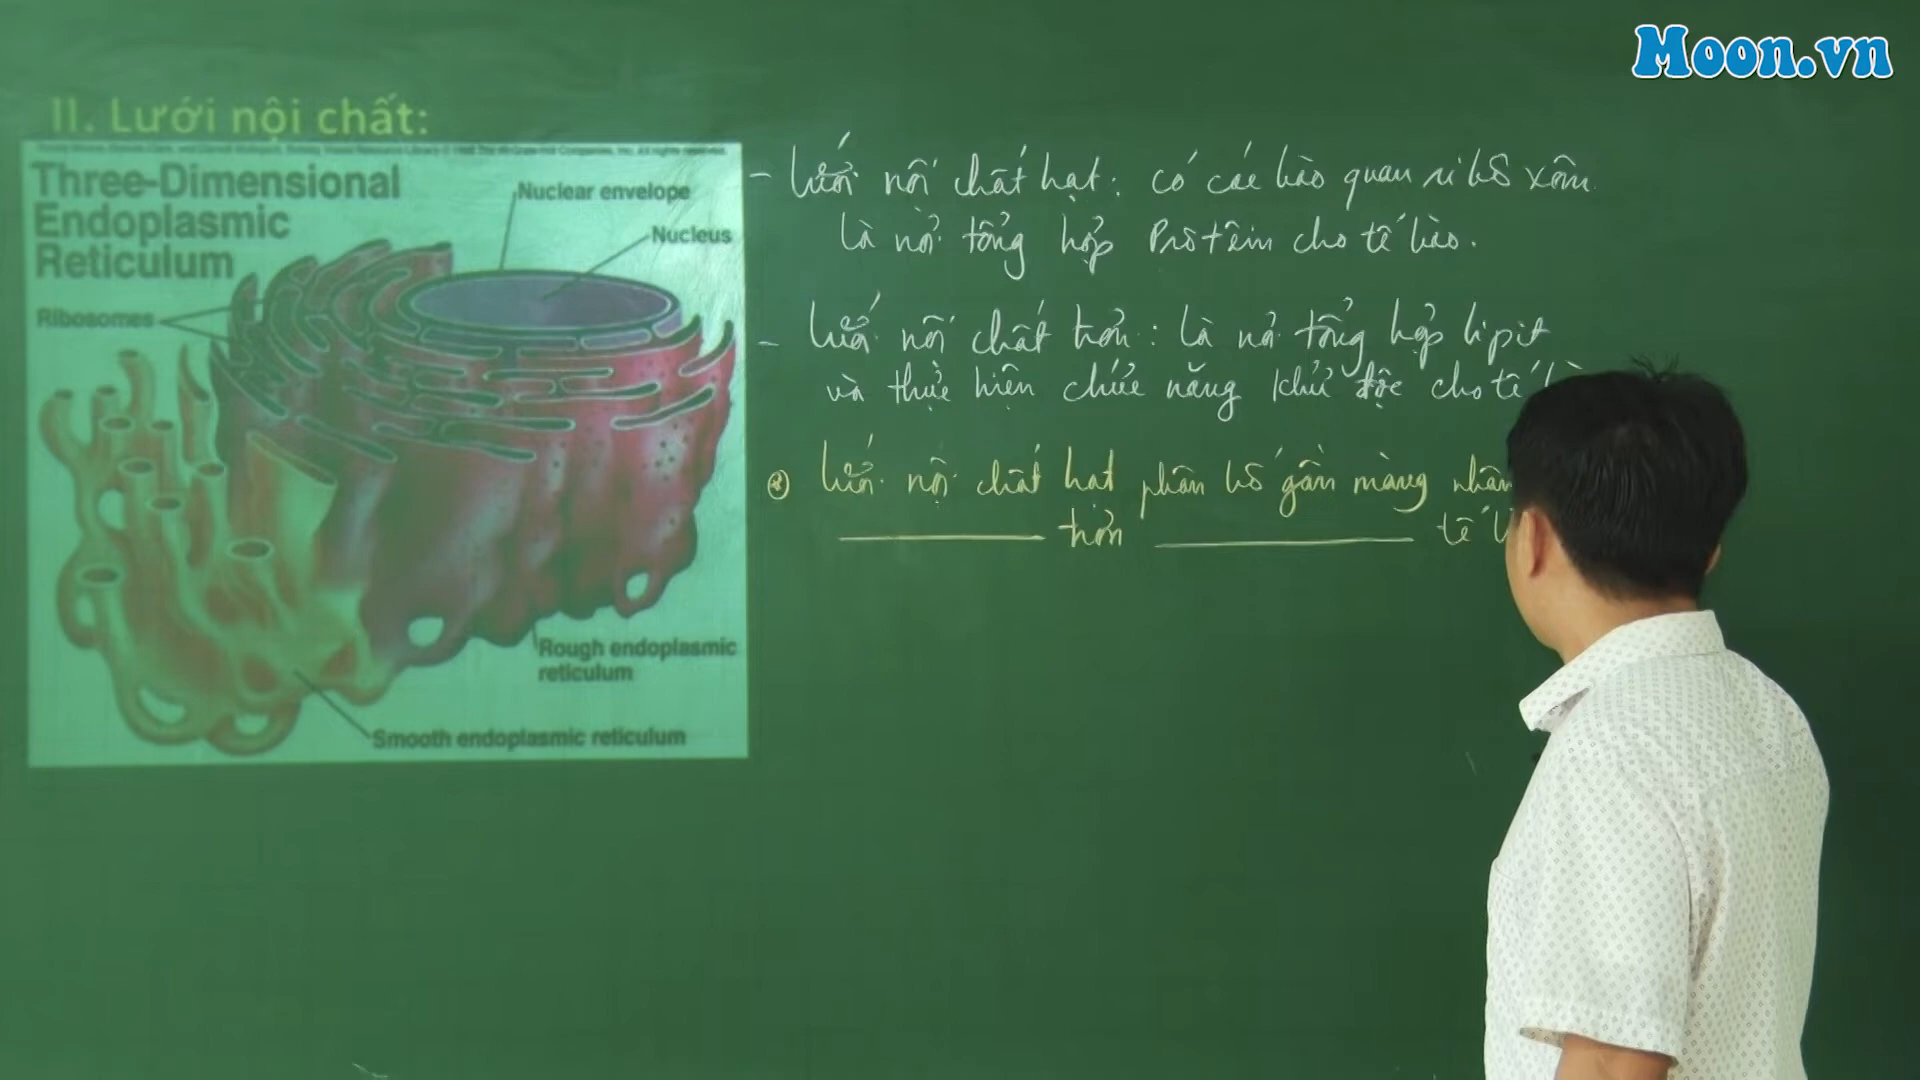 Moon.vn
II. Lưới nội chất:
Three-Dimensional
Endoplasmic
Reticulum
Nuclear envelope
Nucleus
Ribosomes
Rough endoplasmic
reticulum
Smooth endoplasmic reticulum
- lưới nội chất hạt: có các bào quan ribôxôm
là nơi tổng hợp Prôtêin cho tế bào.
- lưới nội chất trơn: là nơi tổng hợp lipit
và thực hiện chức năng khử độc cho tế
lưới nội chất hạt phân bố gần màng nhân
trơn tế